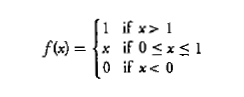 1 if x > 1
f(x) = { x if 0 ≤ x ≤ 1
0 if x < 0